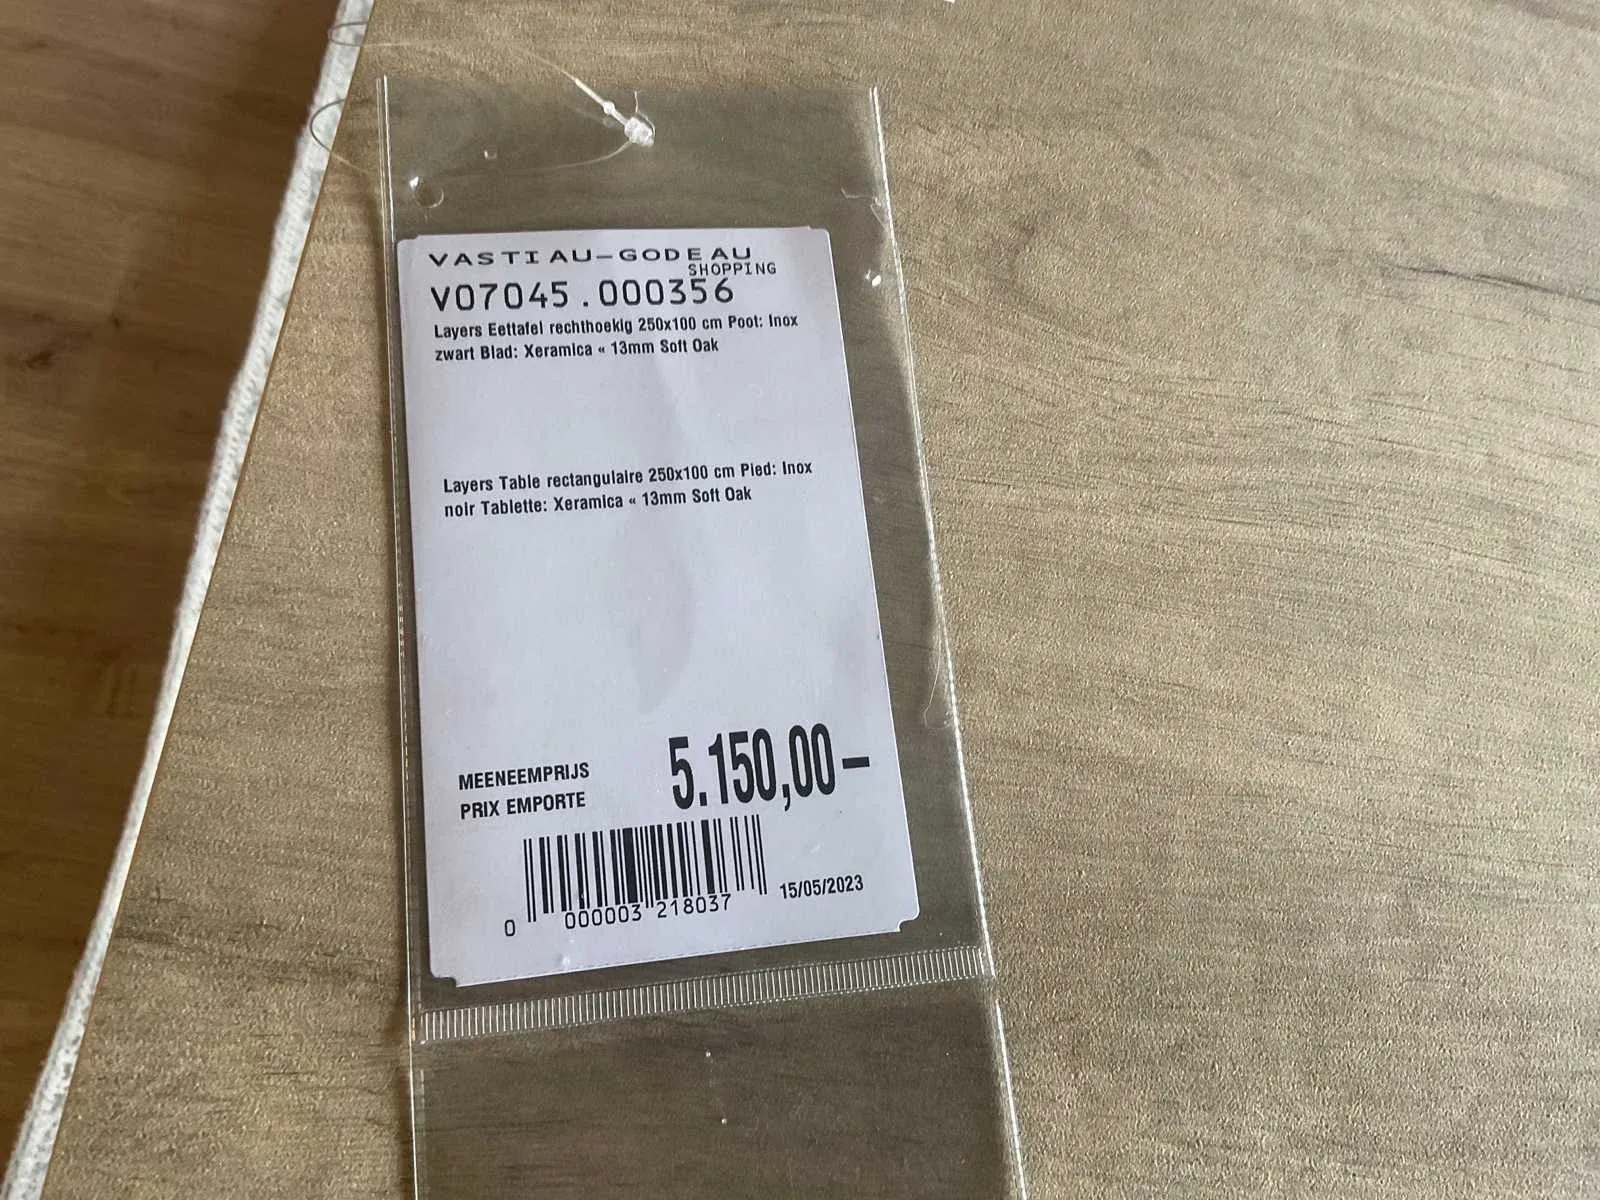 VASTIAU-GODEAU
SHOPPING
V07045.000356
Layers Eettafel rechthoekig 250x100 cm Poot: Inox
zwart Blad: Xeramica « 13mm Soft Oak
Layers Table rectangulaire 250x100 cm Pied: Inox
noir Tablette: Xeramica « 13mm Soft Oak
MEENEEMPRIJS
PRIX EMPORTE
5.150,00–
0 000003 218037
15/05/2023